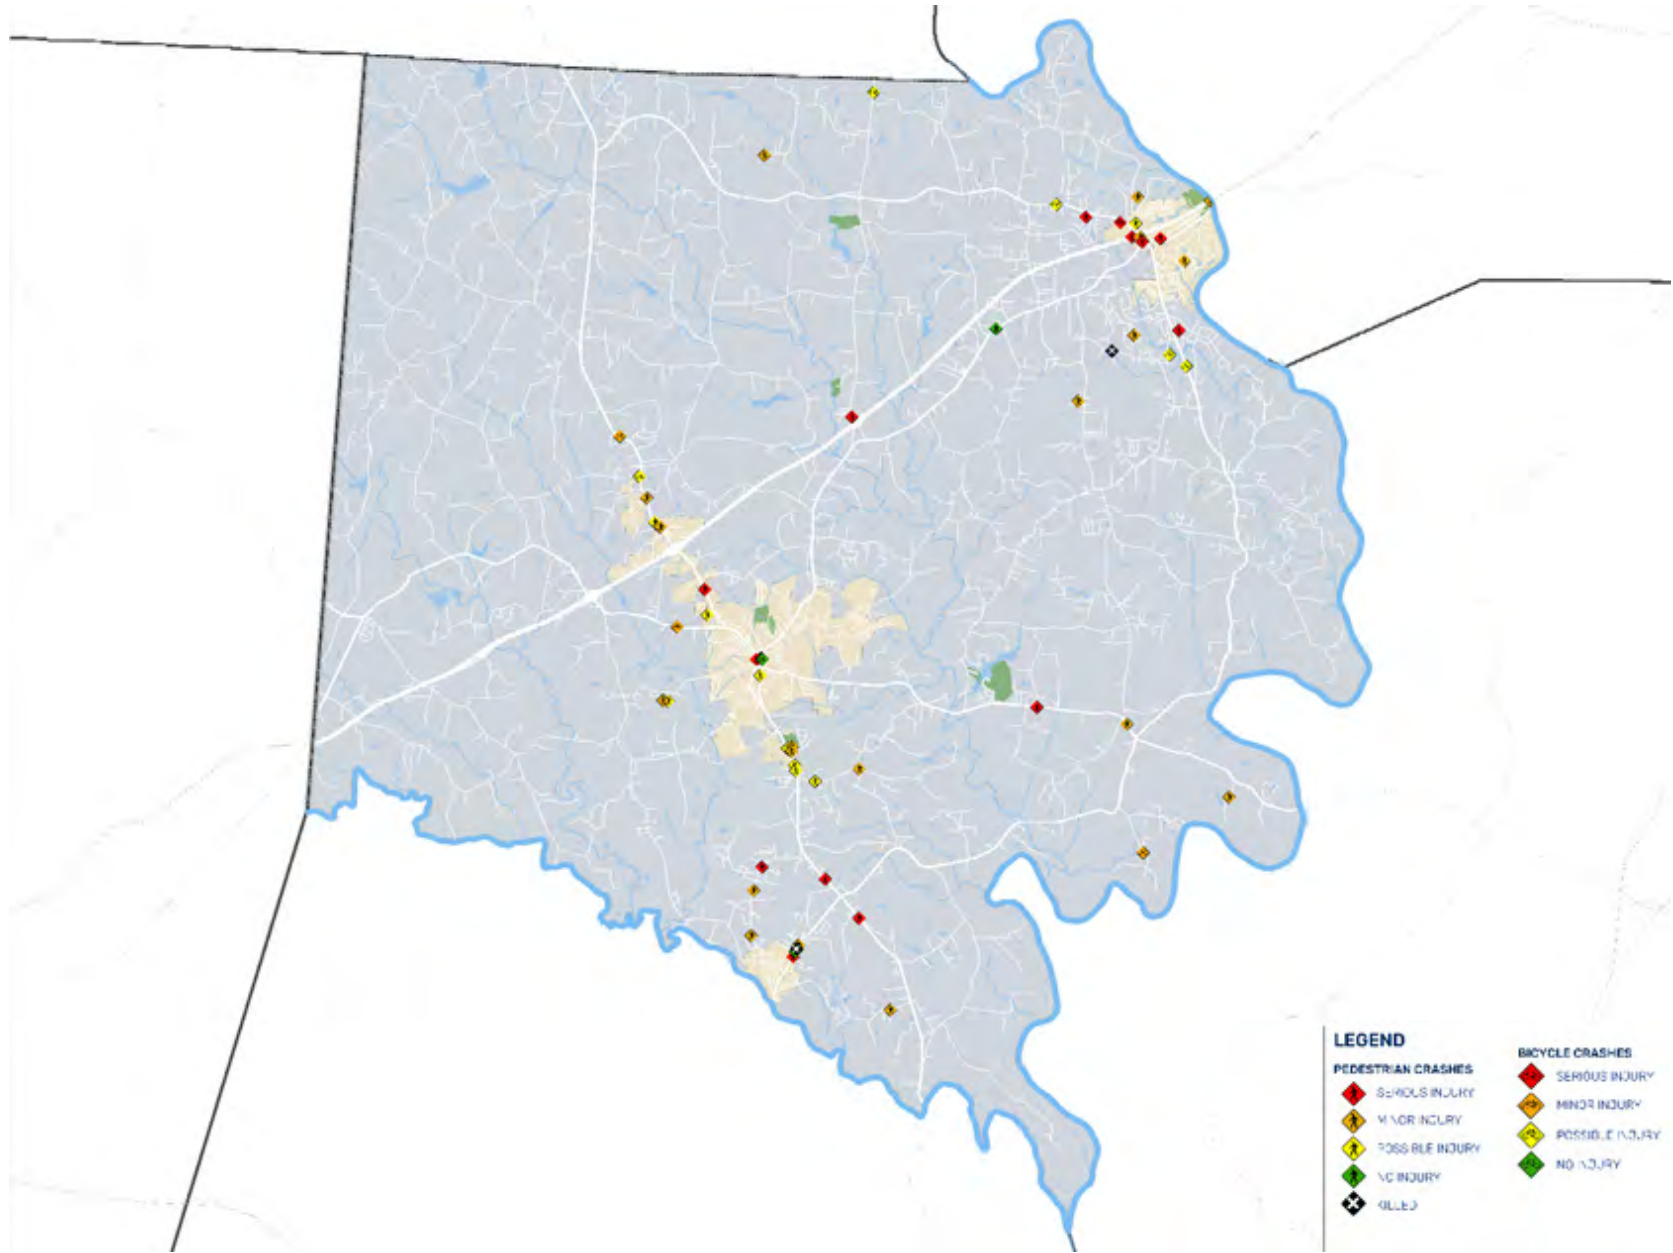 LEGEND
PEDESTRIAN CRASHES
SERIOUS INJURY
MINOR INJURY
POSSIBLE INJURY
NO INJURY
KILLED
BICYCLE CRASHES
SERIOUS INJURY
MINOR INJURY
POSSIBLE INJURY
NO INJURY